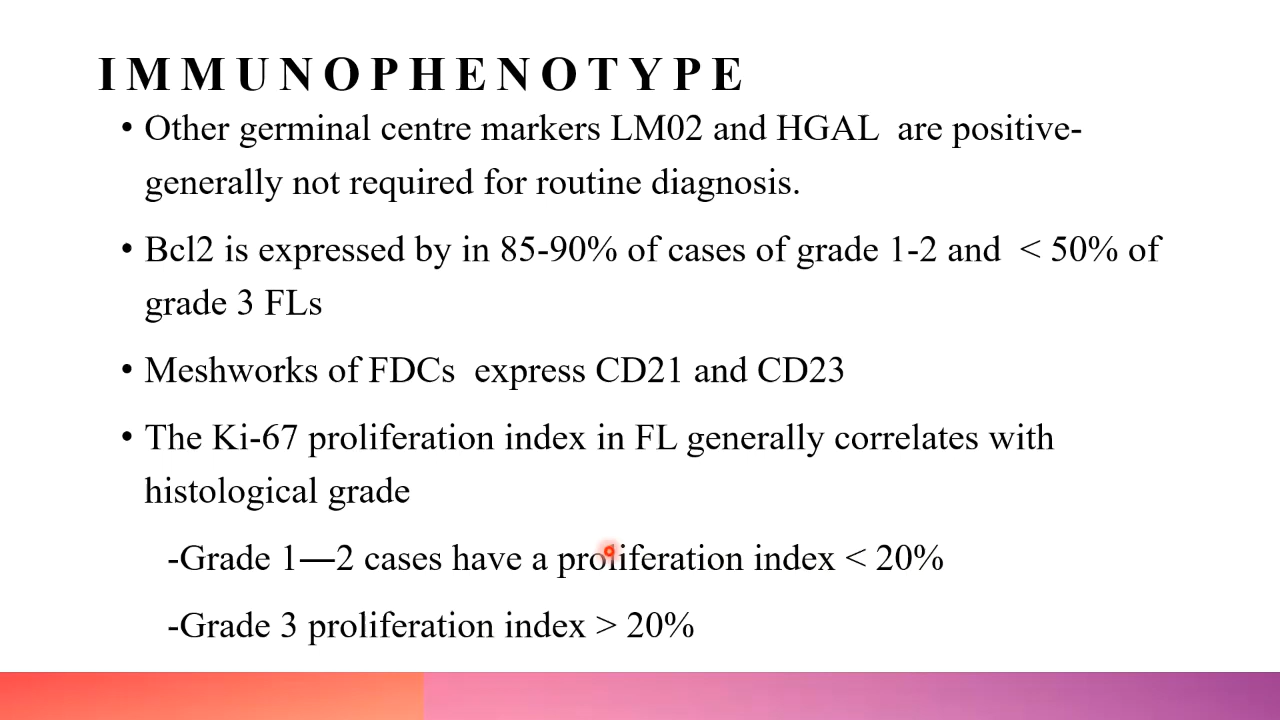 IMMUNOPHENOTYPE
• Other germinal centre markers LM02 and HGAL are positive-
generally not required for routine diagnosis.
• Bcl2 is expressed by in 85-90% of cases of grade 1-2 and < 50% of
grade 3 FLs
• Meshworks of FDCs express CD21 and CD23
• The Ki-67 proliferation index in FL generally correlates with
histological grade
-Grade 1—2 cases have a proliferation index < 20%
-Grade 3 proliferation index > 20%